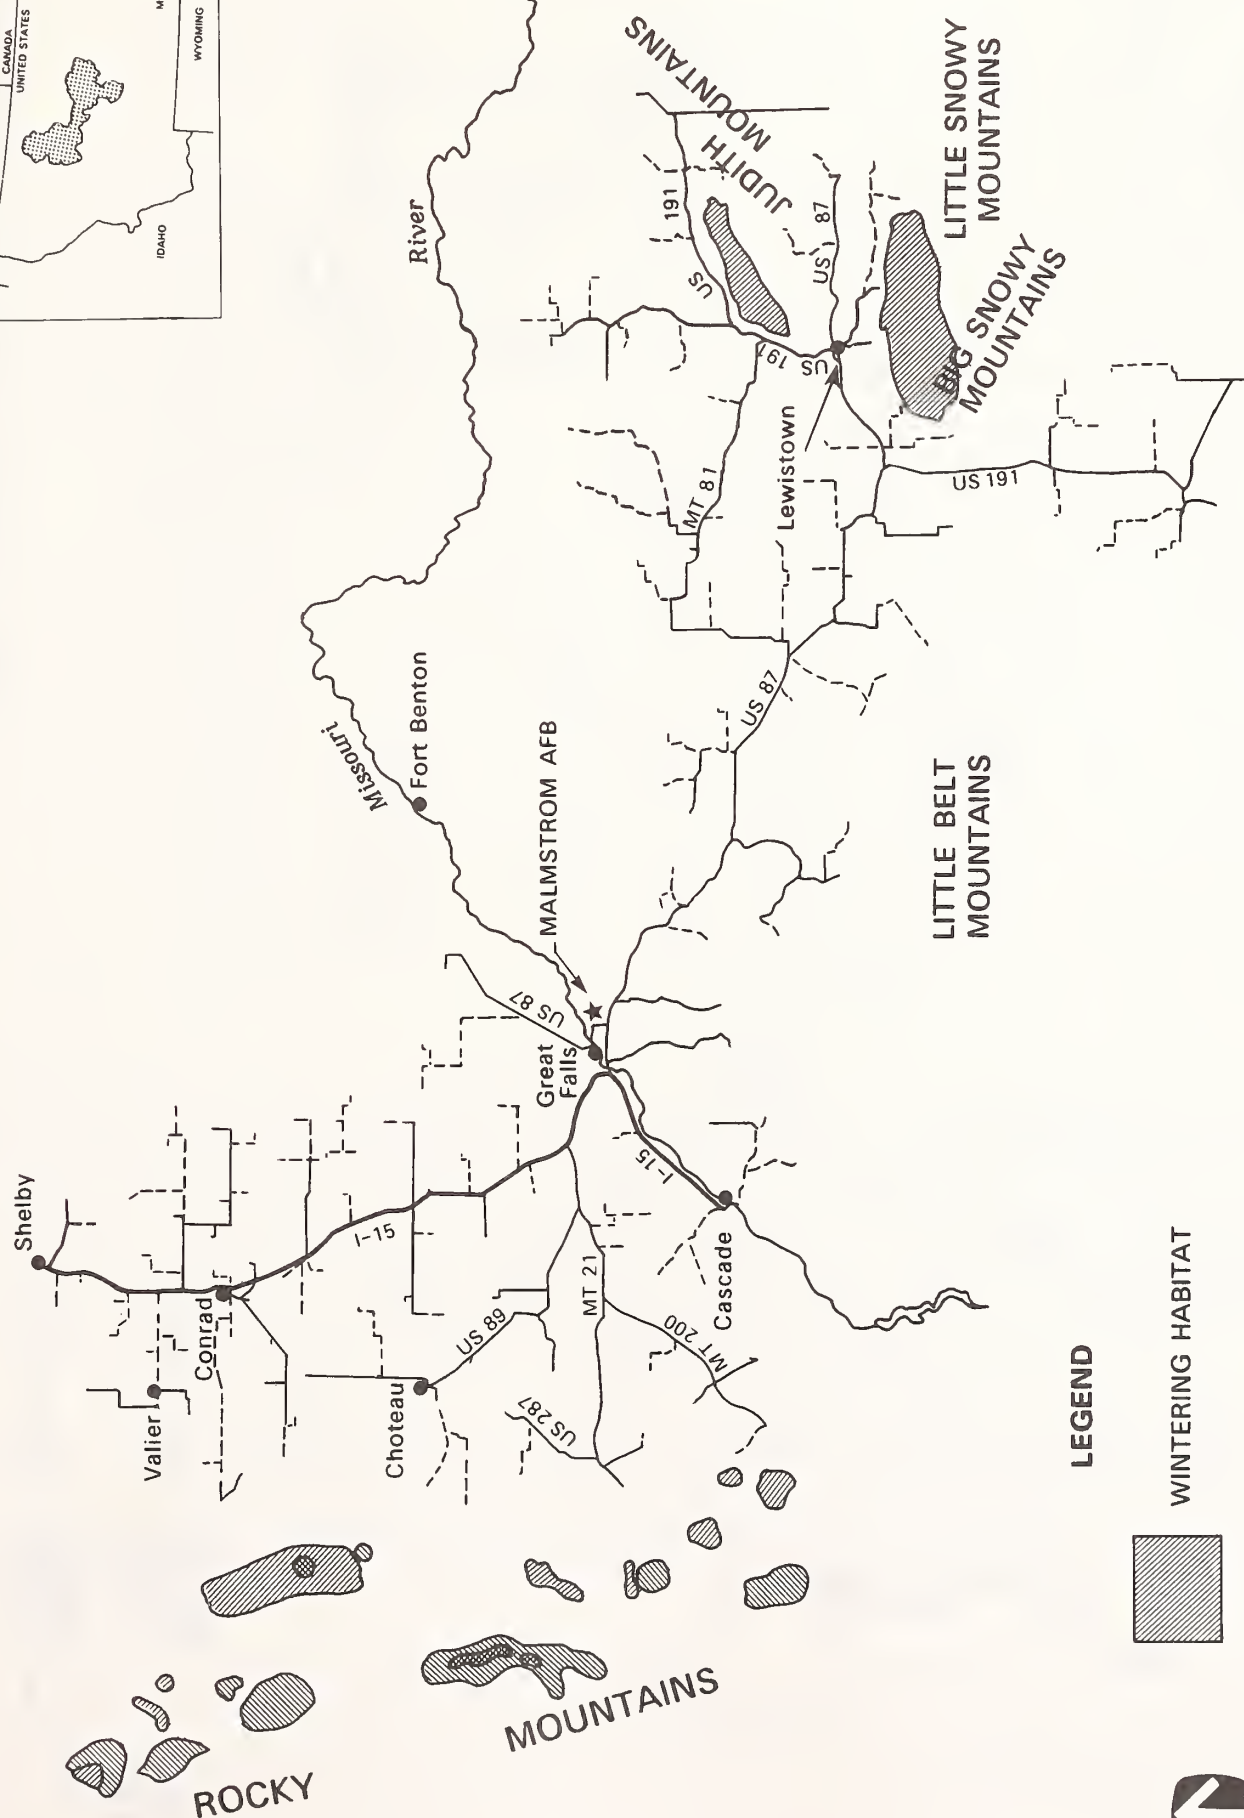 CANADA
UNITED STATES
WYOMING
IDAHO
Missouri
River
Shelby
Valier
Conrad
I-15
Choteau
US 89
MT 21
US 287
MT 200
Cascade
I-15
Great
Falls
US 87
MALMSTROM AFB
Fort Benton
US 87
MT 81
Lewistown
US 191
US 191
US 87
US 191
JUDITH
MOUNTAINS
BIG SNOWY
MOUNTAINS
LITTLE SNOWY
MOUNTAINS
LITTLE BELT
MOUNTAINS
ROCKY
MOUNTAINS
LEGEND
WINTERING HABITAT